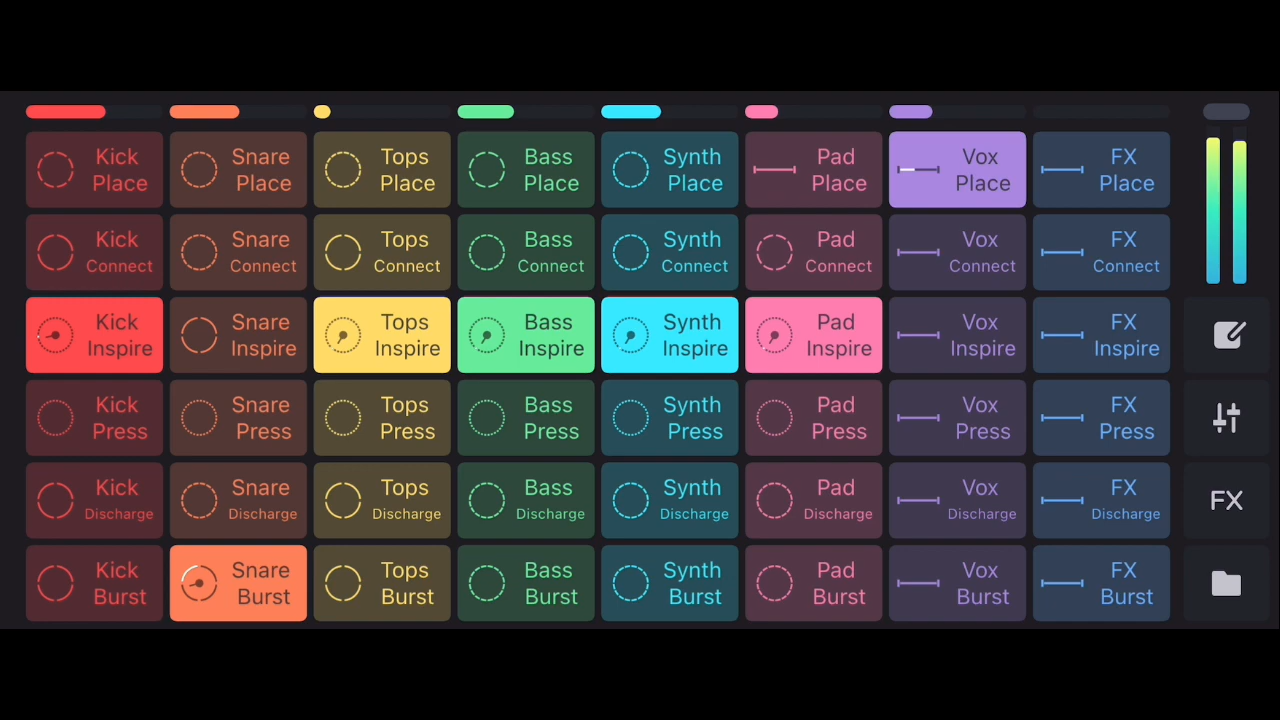 Kick
Place
Snare
Place
Tops
Place
Bass
Place
Synth
Place
Pad
Place
Vox
Place
FX
Place
Kick
Connect
Snare
Connect
Tops
Connect
Bass
Connect
Synth
Connect
Pad
Connect
Vox
Connect
FX
Connect
Kick
Inspire
Snare
Inspire
Tops
Inspire
Bass
Inspire
Synth
Inspire
Pad
Inspire
Vox
Inspire
FX
Inspire
Kick
Press
Snare
Press
Tops
Press
Bass
Press
Synth
Press
Pad
Press
Vox
Press
FX
Press
Kick
Discharge
Snare
Discharge
Tops
Discharge
Bass
Discharge
Synth
Discharge
Pad
Discharge
Vox
Discharge
FX
Discharge
FX
Kick
Burst
Snare
Burst
Tops
Burst
Bass
Burst
Synth
Burst
Pad
Burst
Vox
Burst
FX
Burst